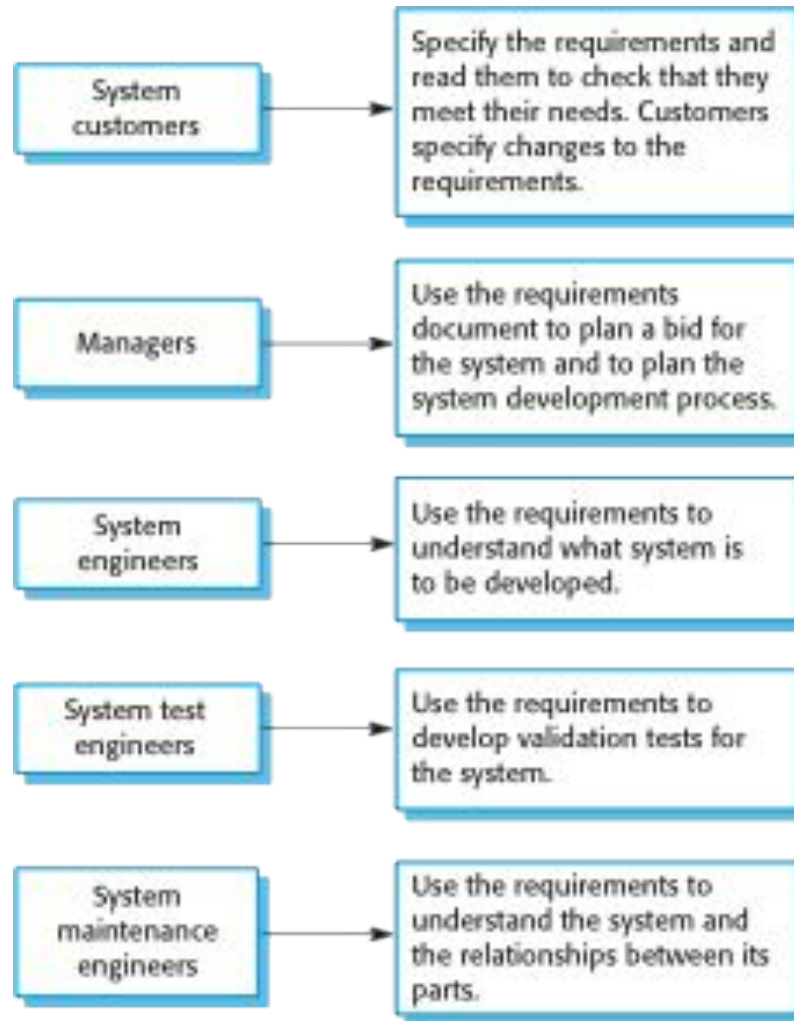 System
customers
Specify the requirements and
read them to check that they
meet their needs. Customers
specify changes to the
requirements.
Managers
Use the requirements
document to plan a bid for
the system and to plan the
system development process.
System
engineers
Use the requirements to
understand what system is
to be developed.
System test
engineers
Use the requirements to
develop validation tests for
the system.
System
maintenance
engineers
Use the requirements to
understand the system and
the relationships between its
parts.